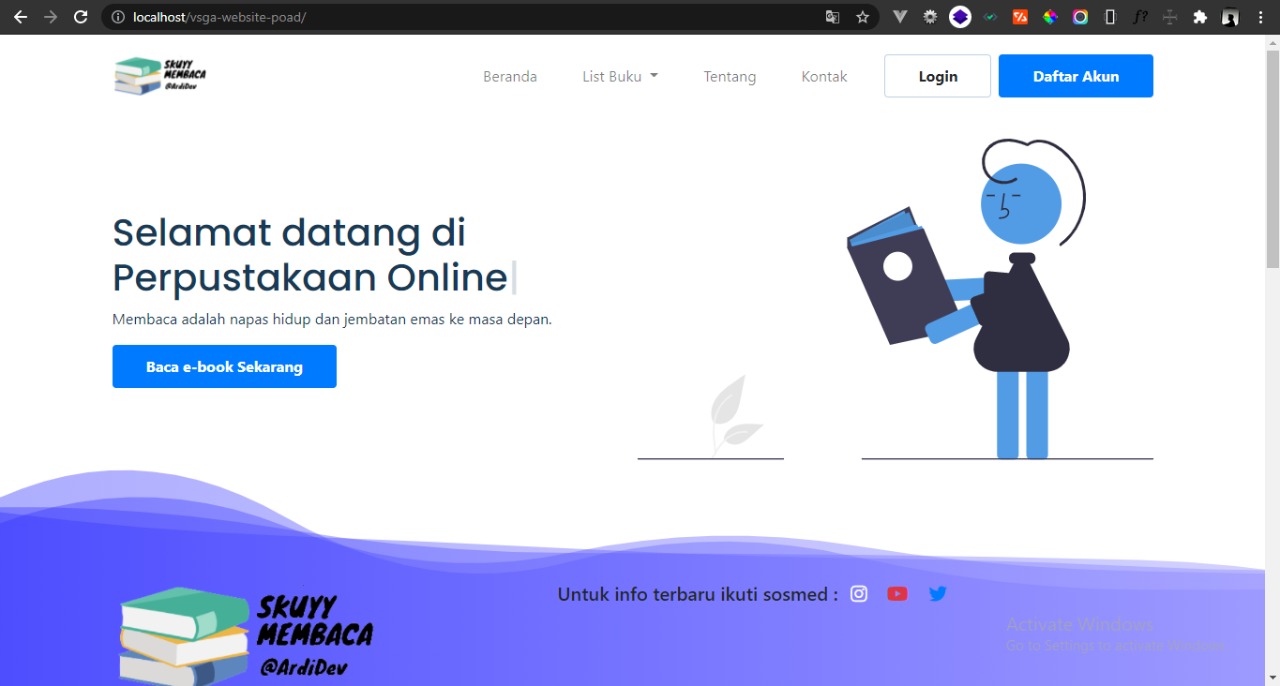 localhost/vsga-website-poad/
SKUYY
MEMBACA
@ArdiDev
Beranda
List Buku
Tentang
Kontak
Login
Daftar Akun
Selamat datang di
Perpustakaan Online
Membaca adalah napas hidup dan jembatan emas ke masa depan.
Baca e-book Sekarang
Untuk info terbaru ikuti sosmed :
SKUYY
MEMBACA
@ArdiDev
Activate Windows
Go to Settings to activate Windows.